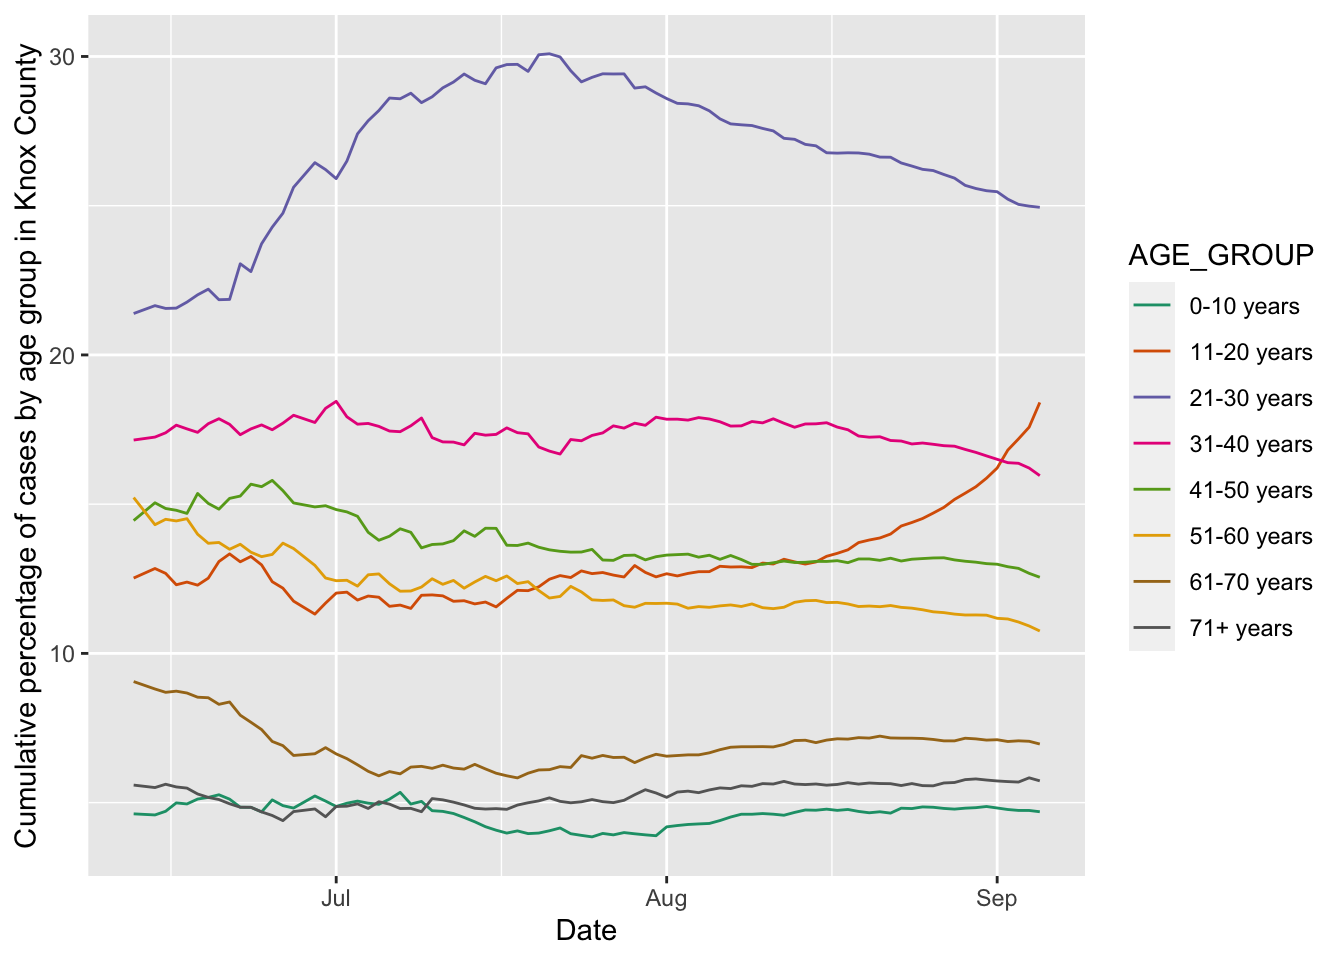 Cumulative percentage of cases by age group in Knox County
30
20
10
Jul
Aug
Sep
Date
AGE_GROUP
0-10 years
11-20 years
21-30 years
31-40 years
41-50 years
51-60 years
61-70 years
71+ years